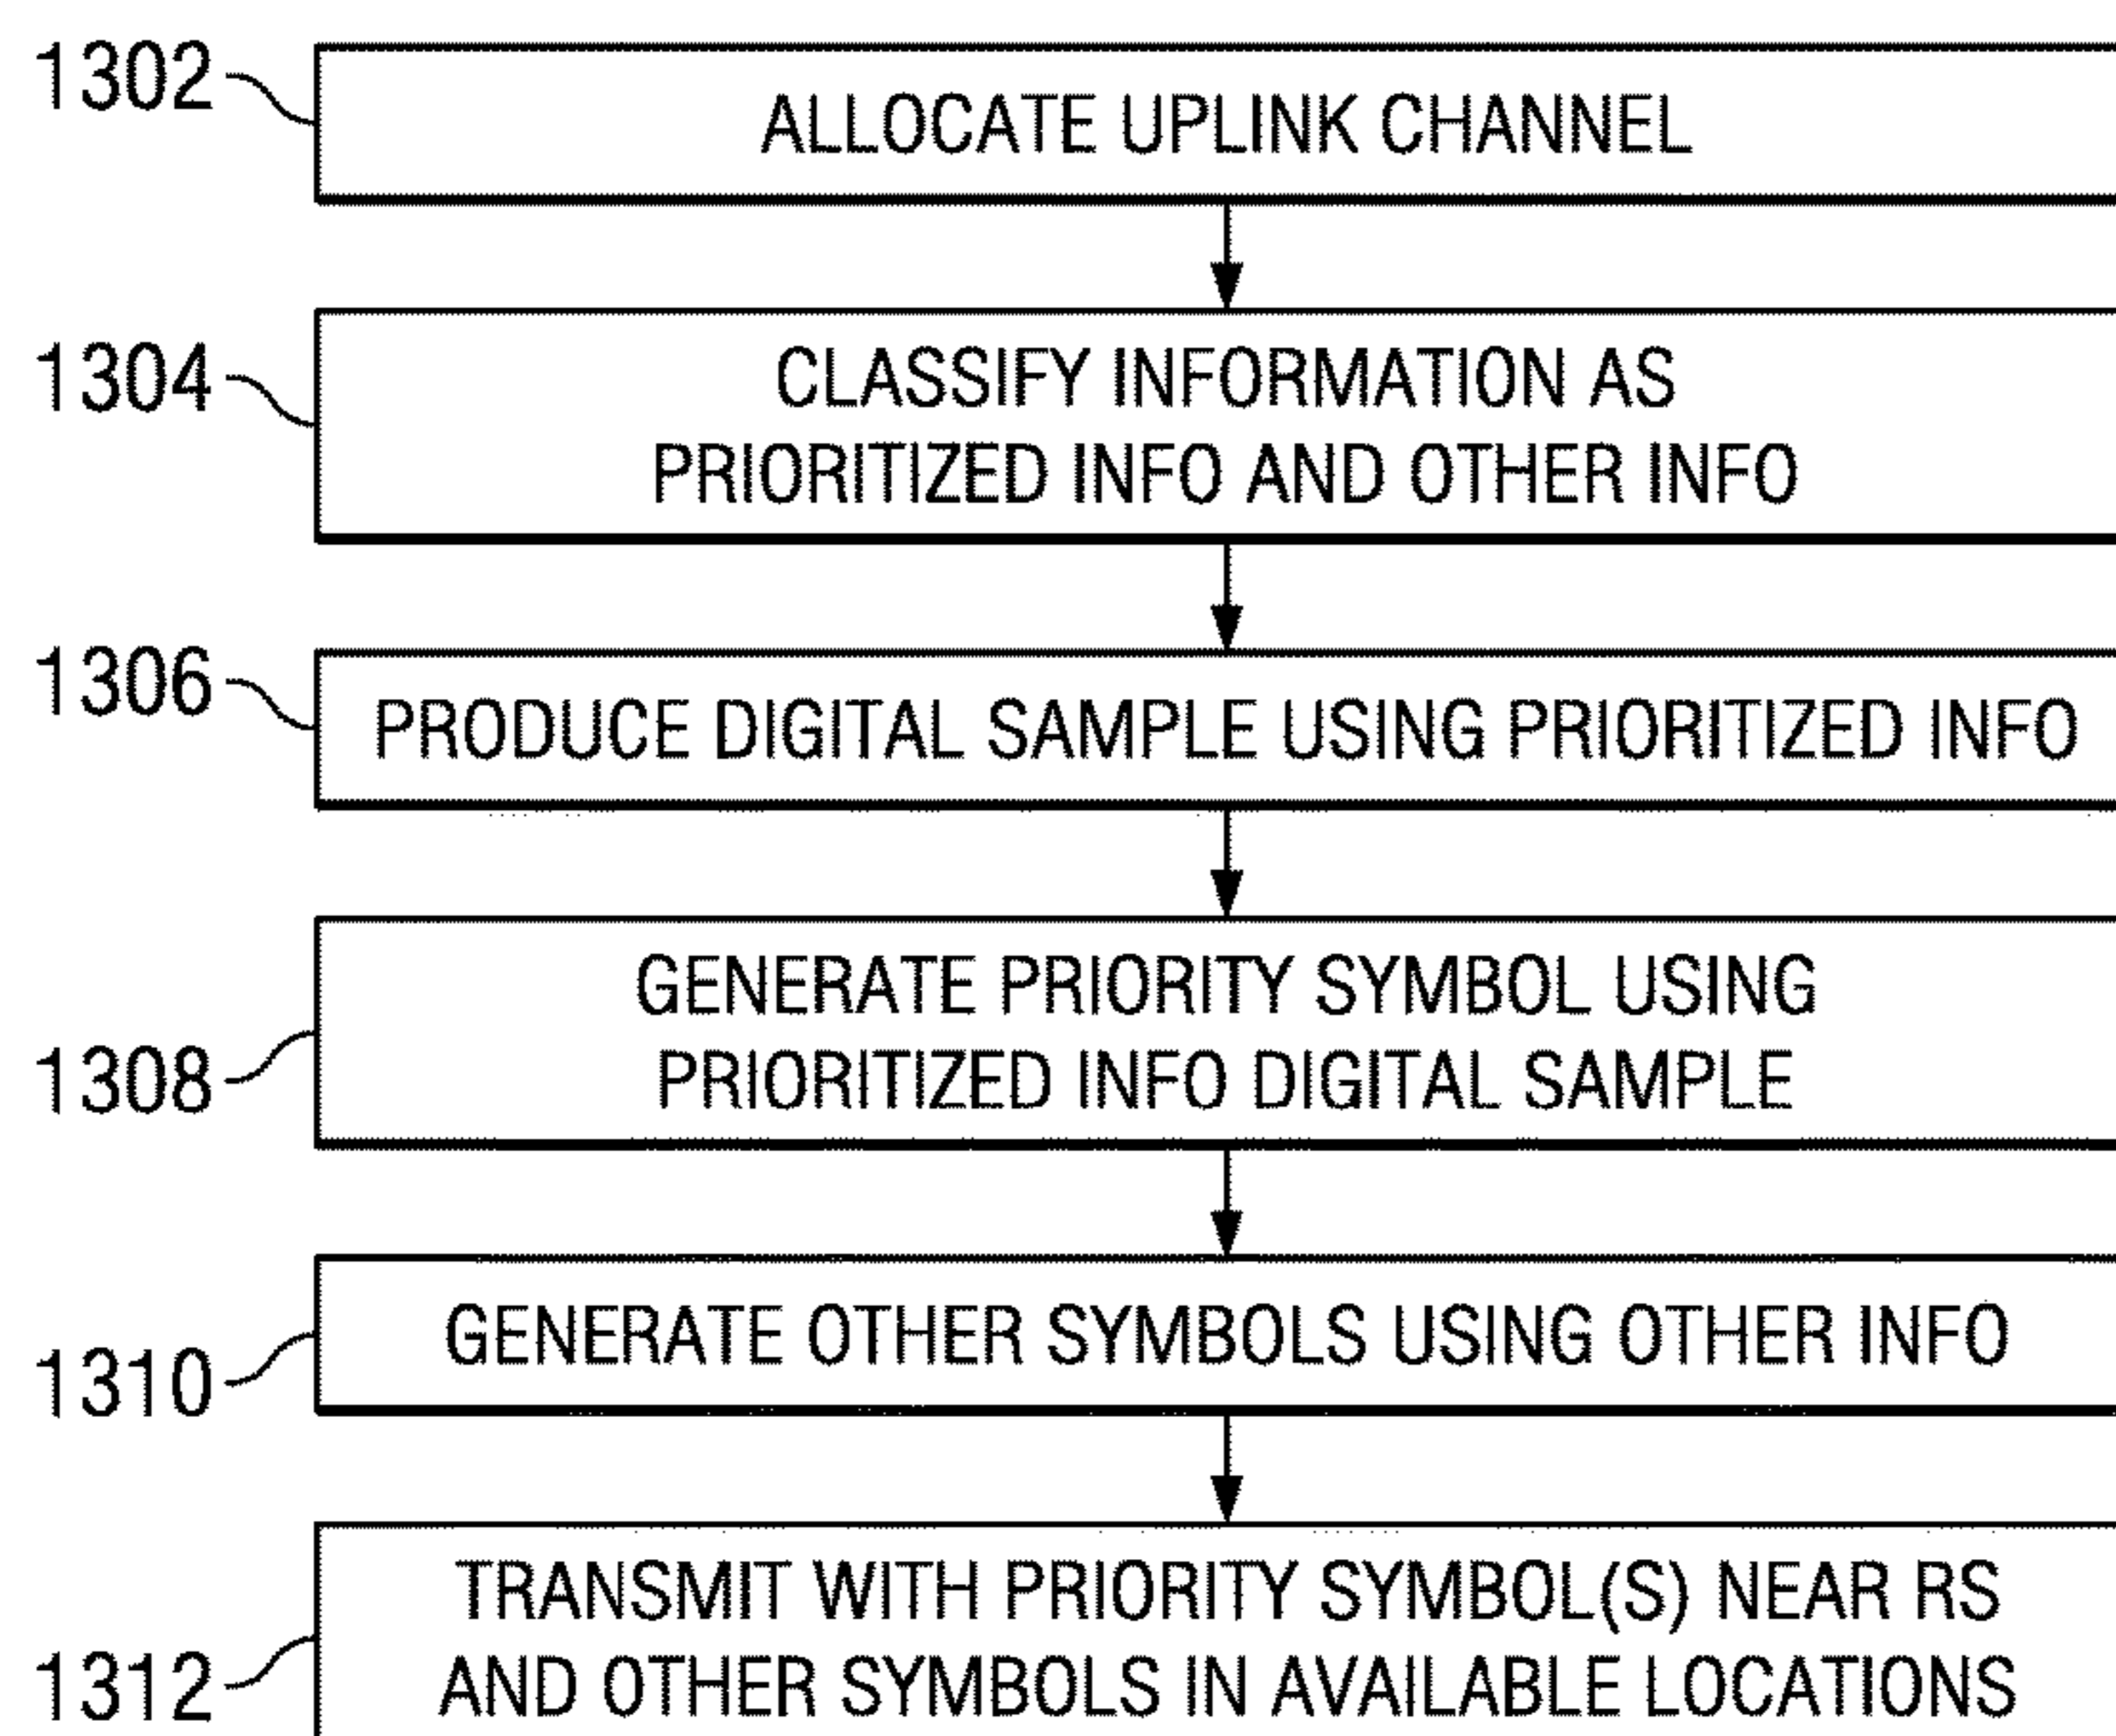 1302
ALLOCATE UPLINK CHANNEL
1304
CLASSIFY INFORMATION AS
PRIORITIZED INFO AND OTHER INFO
1306
PRODUCE DIGITAL SAMPLE USING PRIORITIZED INFO
GENERATE PRIORITY SYMBOL USING
1308
PRIORITIZED INFO DIGITAL SAMPLE
GENERATE OTHER SYMBOLS USING OTHER INFO
1310
TRANSMIT WITH PRIORITY SYMBOL(S) NEAR RS
1312
AND OTHER SYMBOLS IN AVAILABLE LOCATIONS